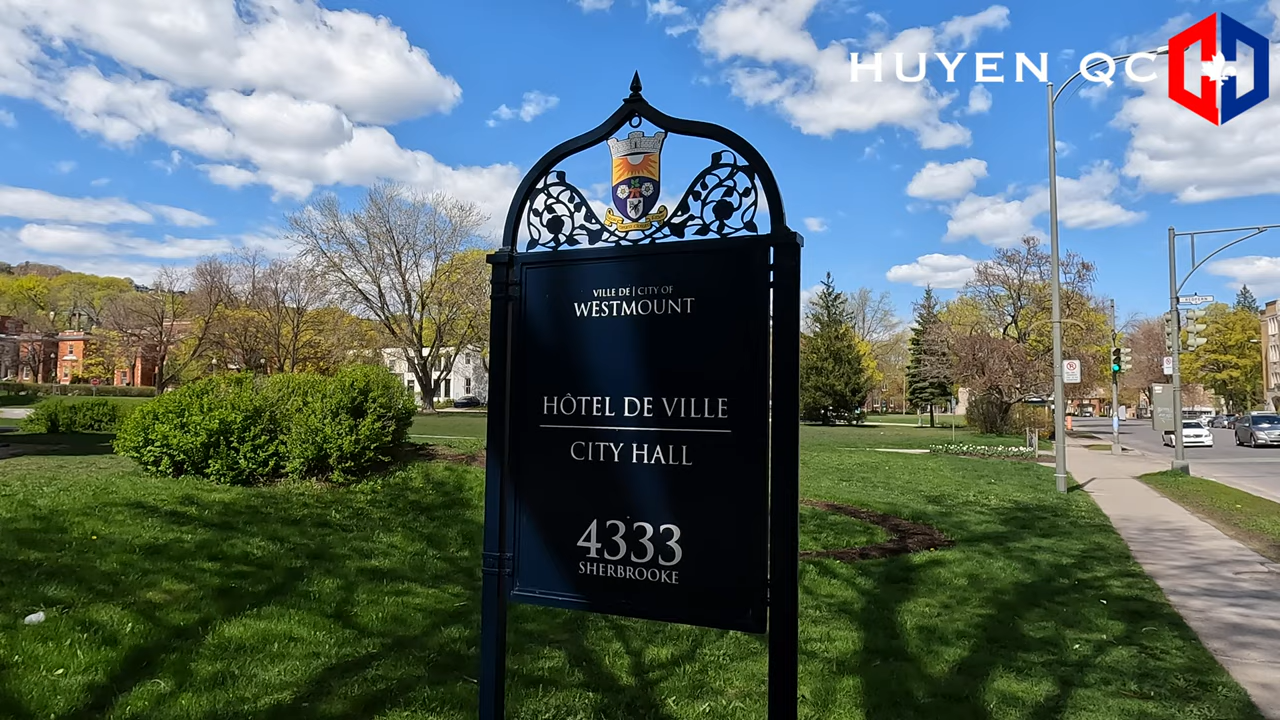 HUYEN QC
VILLE DE | CITY OF
WESTMOUNT
HÔTEL DE VILLE
CITY HALL
4333
SHERBROOKE